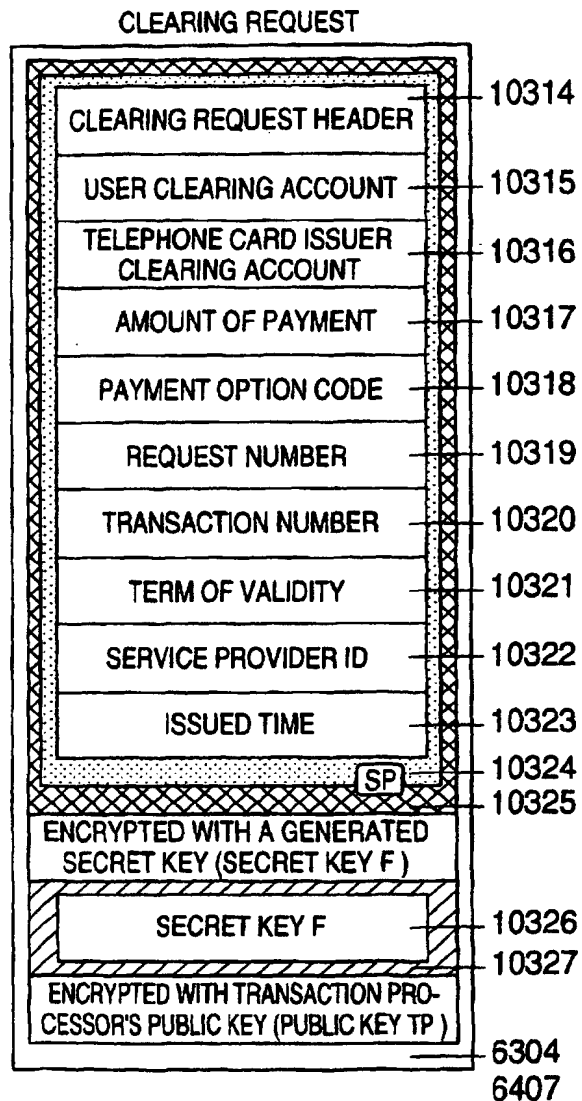 CLEARING REQUEST
CLEARING REQUEST HEADER
10314
USER CLEARING ACCOUNT
10315
TELEPHONE CARD ISSUER
CLEARING ACCOUNT
10316
AMOUNT OF PAYMENT
10317
PAYMENT OPTION CODE
10318
REQUEST NUMBER
10319
TRANSACTION NUMBER
10320
TERM OF VALIDITY
10321
SERVICE PROVIDER ID
10322
ISSUED TIME
10323
SP
10324
10325
ENCRYPTED WITH A GENERATED
SECRET KEY (SECRET KEY F )
SECRET KEY F
10326
10327
ENCRYPTED WITH TRANSACTION PRO-
CESSOR'S PUBLIC KEY (PUBLIC KEY TP )
6304
6407